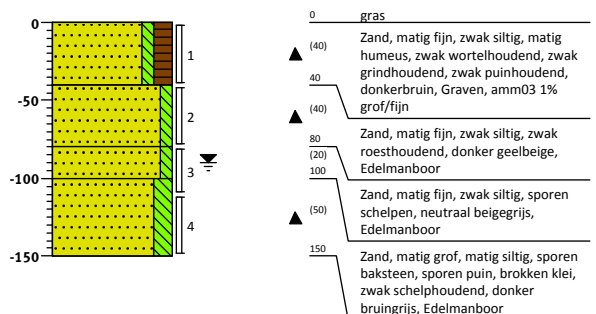 0
-50
-100
-150
1
2
3
4
0
gras
(40)
Zand, matig fijn, zwak siltig, matig
humeus, zwak wortelhoudend, zwak
grindhoudend, zwak puinhoudend,
donkerbruin, Graven, amm03 1%
grof/fijn
40
(40)
Zand, matig fijn, zwak siltig, zwak
roesthoudend, donker geelbeige,
Edelmanboor
80
(20)
Zand, matig fijn, zwak siltig, sporen
schelpen, neutraal beigegrijs,
Edelmanboor
100
(50)
Zand, matig grof, matig siltig, sporen
baksteen, sporen puin, brokken klei,
zwak schelphoudend, donker
bruingrijs, Edelmanboor
150